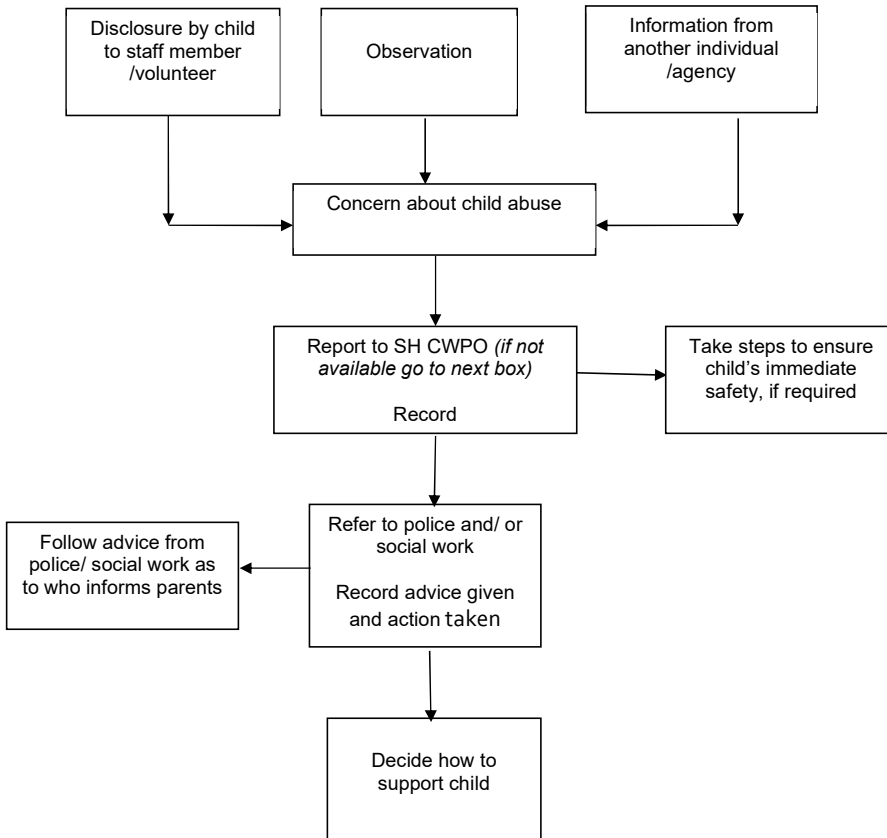 Disclosure by child
to staff member
/volunteer
Observation
Information from
another individual
/agency
Concern about child abuse
Report to SH CWPO (if not
available go to next box)
Record
Take steps to ensure
child’s immediate
safety, if required
Refer to police and/ or
social work
Record advice given
and action taken
Follow advice from
police/ social work as
to who informs parents
Decide how to
support child